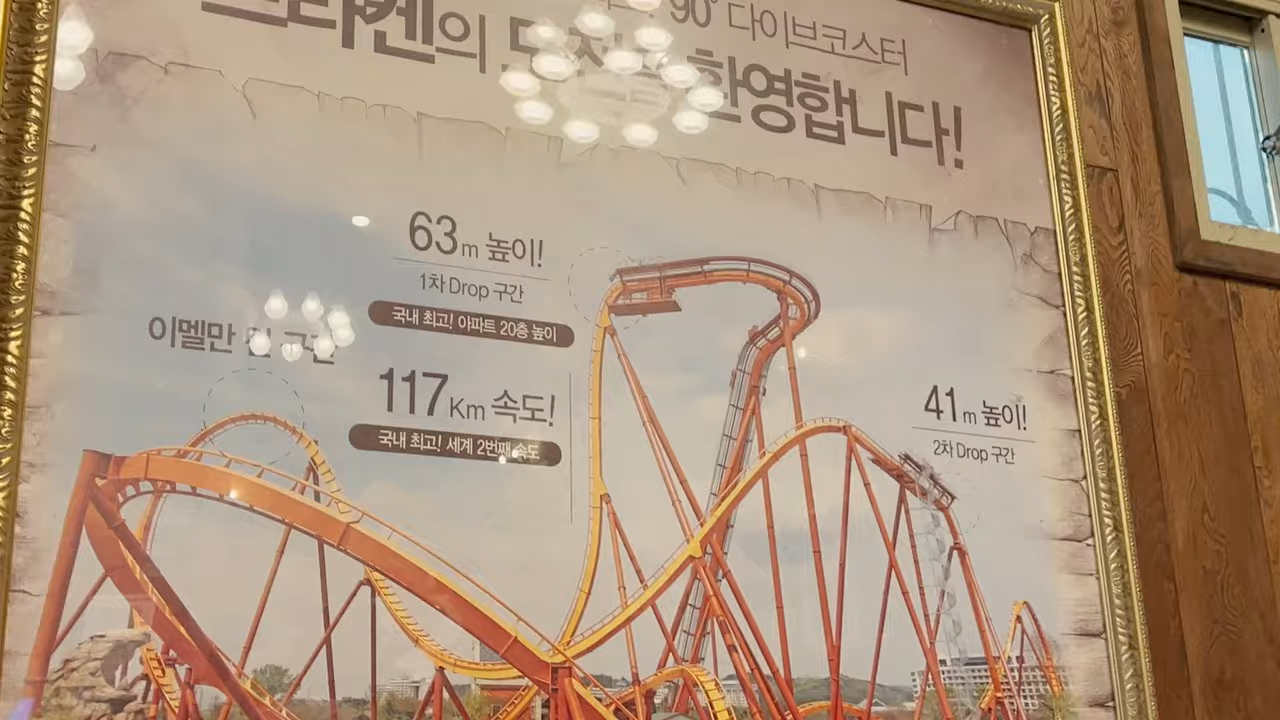 90° 다이브코스터
환영합니다!
63m 높이!
1차 Drop 구간
국내 최고! 아파트 20층 높이
이멜만 구간
117Km 속도!
국내 최고! 세계 2번째 속도
41m 높이!
2차 Drop 구간